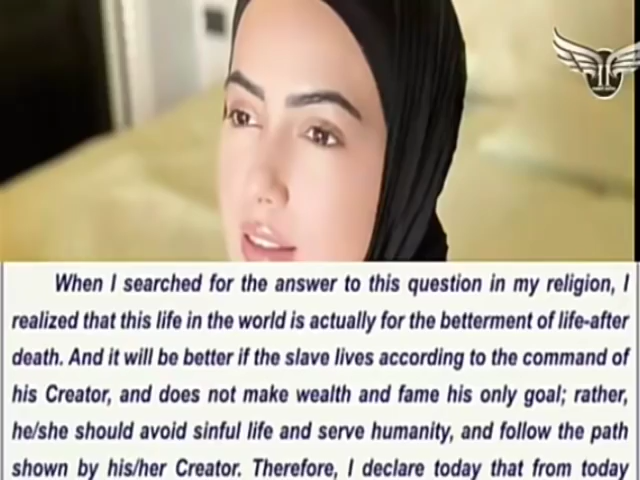 When I searched for the answer to this question in my religion, I
realized that this life in the world is actually for the betterment of life-after
death. And it will be better if the slave lives according to the command of
his Creator, and does not make wealth and fame his only goal; rather,
he/she should avoid sinful life and serve humanity, and follow the path
shown by his/her Creator. Therefore, I declare today that from today